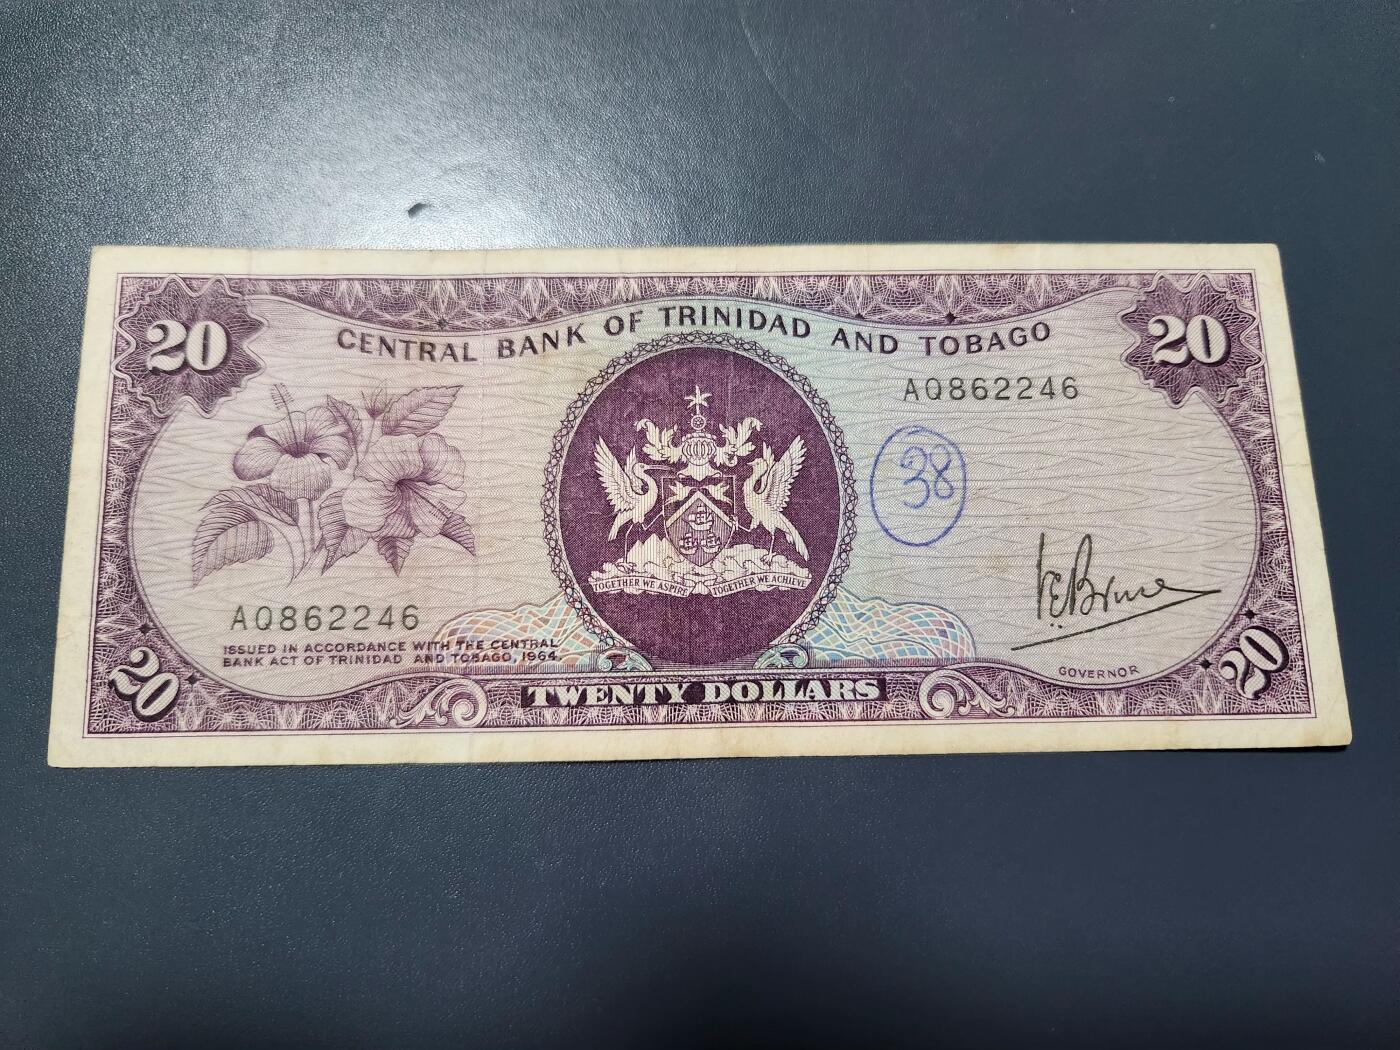 20
20
CENTRAL BANK OF TRINIDAD AND TOBAGO
AQ862246
38
TOGETHER WE ASPIRE TOGETHER WE ACHIEVE
AQ862246
ISSUED IN ACCORDANCE WITH THE CENTRAL
BANK ACT OF TRINIDAD AND TOBAGO, 1964
GOVERNOR
20
TWENTY DOLLARS
20